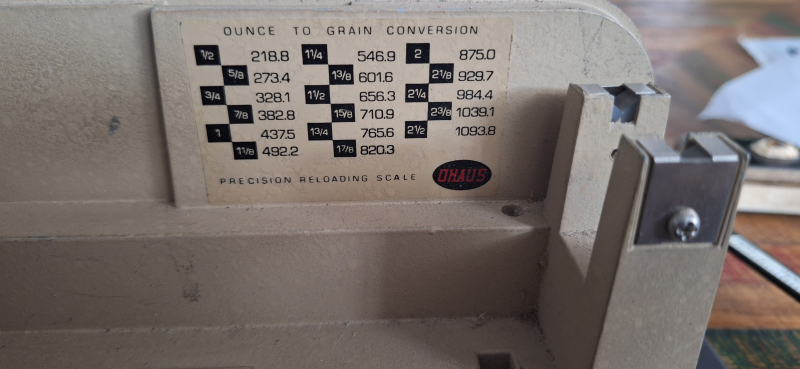 OUNCE TO GRAIN CONVERSION
1/2 218.8 1 1/4 546.9 2 875.0
5/8 273.4 1 3/8 601.6 2 1/8 929.7
3/4 328.1 1 1/2 656.3 2 1/4 984.4
7/8 382.8 1 5/8 710.9 2 3/8 1039.1
1 437.5 1 3/4 765.6 2 1/2 1093.8
1 1/8 492.2 1 7/8 820.3
PRECISION RELOADING SCALE OHAUS